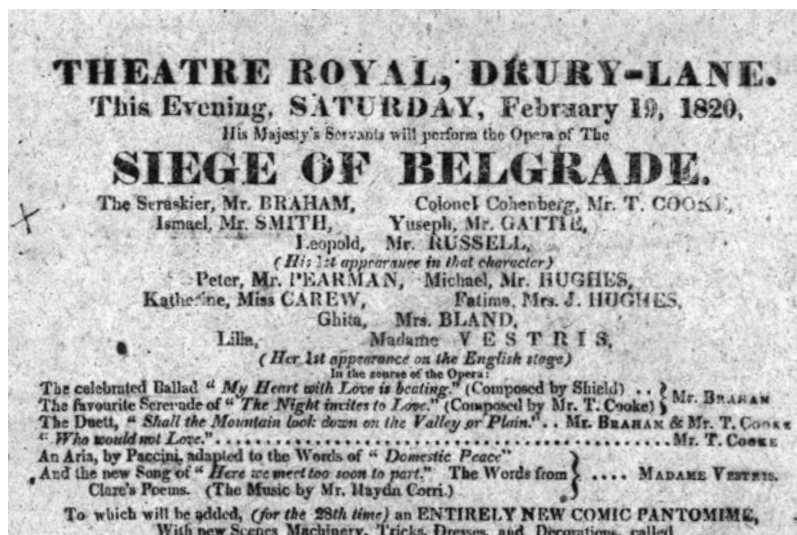 THEATRE ROYAL, DRURY-LANE.
This Evening, SATURDAY, February 19, 1820,
His Majesty's Servants will perform the Opera of The
SIEGE OF BELGRADE.
The Seraskier, Mr. BRAHAM, Colonel Cohenberg, Mr. T. COOKE,
Ismael, Mr. SMITH, Yuseph, Mr. GATTIE,
Leopold, Mr. RUSSELL,
(His 1st appearance in that character)
Peter, Mr. PEARMAN, Michael, Mr. HUGHES,
Katherine, Miss CAREW, Fatima, Mrs. J. HUGHES,
Ghita, Mrs. BLAND,
Lilla, Madame VESTRIS,
(Her 1st appearance on the English stage)
In the course of the Opera:
The celebrated Ballad "My Heart with Love is beating." (Composed by Shield) .. } Mr. BRAHAM
The favourite Serenade of "The Night invites to Love." (Composed by Mr. T. Cooke) }
The Duett, "Shall the Mountain look down on the Valley or Plain." .. Mr. BRAHAM & Mr. T. COOKE
"Who would not Love." ........................................ Mr. T. COOKE
An Aria, by Paccini, adapted to the Words of "Domestic Peace"
And the new Song of "Here we meet too soon to part." The Words from } .... MADAME VESTRIS.
Clare's Poems. (The Music by Mr. Haydn Corri.)
To which will be added, (for the 28th time) an ENTIRELY NEW COMIC PANTOMIME,
With new Scenes, Machinery, Tricks, Dresses, and Decorations, called